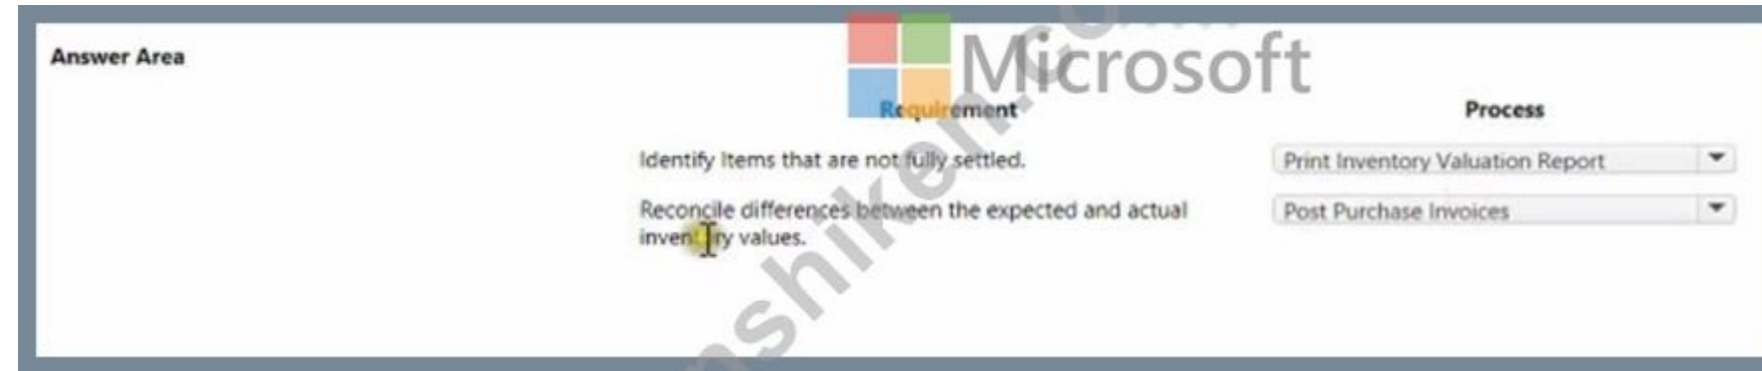 Microsoft
Answer Area
Requirement Process
Identify Items that are not fully settled. Print Inventory Valuation Report
Reconcile differences between the expected and actual Post Purchase Invoices
inventory values.